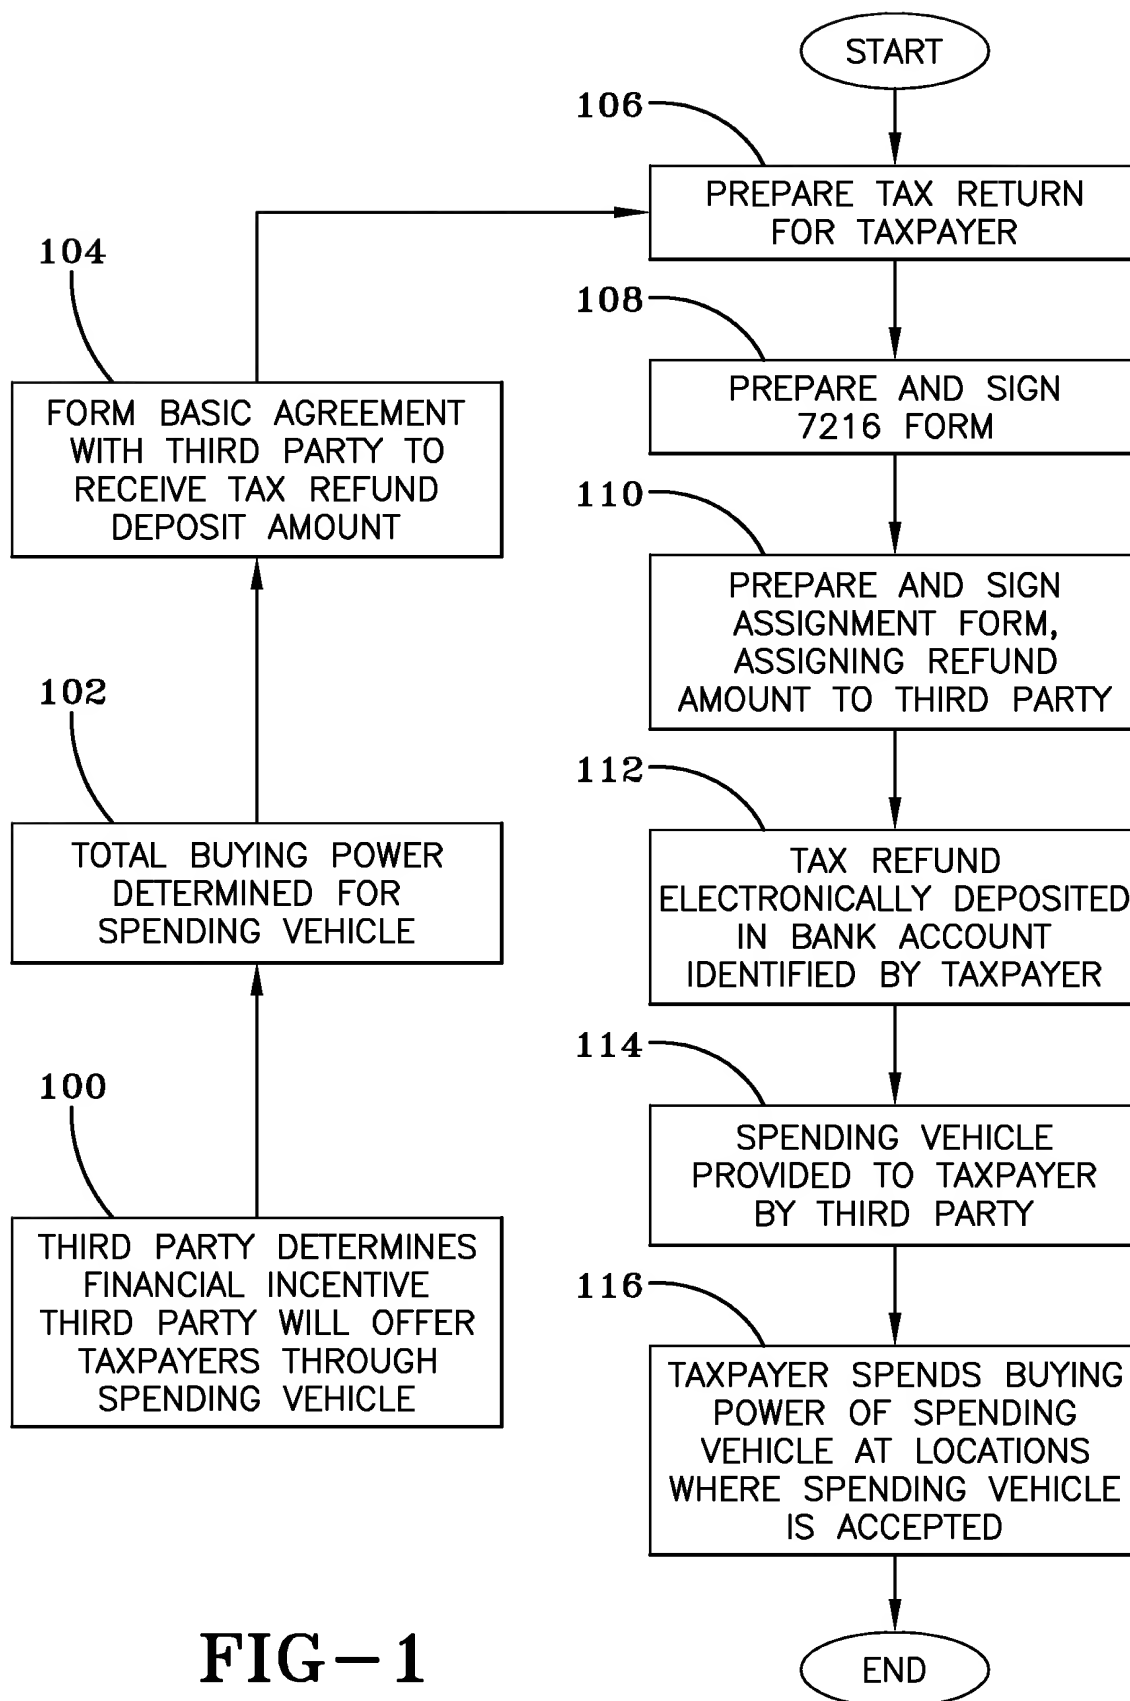 START
106
PREPARE TAX RETURN
FOR TAXPAYER
104
FORM BASIC AGREEMENT
WITH THIRD PARTY TO
RECEIVE TAX REFUND
DEPOSIT AMOUNT
108
PREPARE AND SIGN
7216 FORM
110
PREPARE AND SIGN
ASSIGNMENT FORM,
ASSIGNING REFUND
AMOUNT TO THIRD PARTY
102
TOTAL BUYING POWER
DETERMINED FOR
SPENDING VEHICLE
112
TAX REFUND
ELECTRONICALLY DEPOSITED
IN BANK ACCOUNT
IDENTIFIED BY TAXPAYER
100
THIRD PARTY DETERMINES
FINANCIAL INCENTIVE
THIRD PARTY WILL OFFER
TAXPAYERS THROUGH
SPENDING VEHICLE
114
SPENDING VEHICLE
PROVIDED TO TAXPAYER
BY THIRD PARTY
116
TAXPAYER SPENDS BUYING
POWER OF SPENDING
VEHICLE AT LOCATIONS
WHERE SPENDING VEHICLE
IS ACCEPTED
FIG-1
END